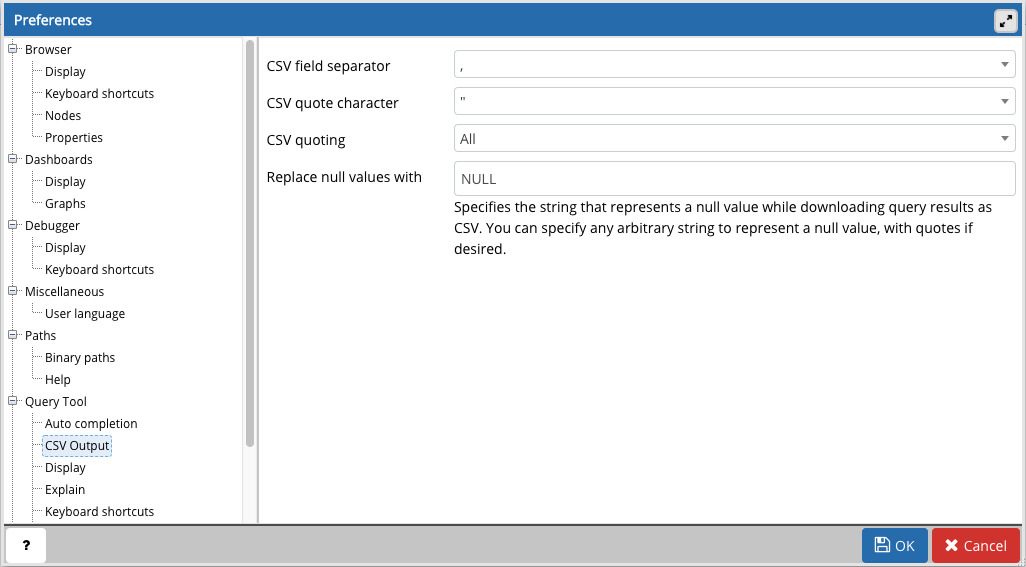 Preferences
Browser
Display
Keyboard shortcuts
Nodes
Properties
Dashboards
Display
Graphs
Debugger
Display
Keyboard shortcuts
Miscellaneous
User language
Paths
Binary paths
Help
Query Tool
Auto completion
CSV Output
Display
Explain
Keyboard shortcuts
CSV field separator ,
CSV quote character "
CSV quoting All
Replace null values with NULL
Specifies the string that represents a null value while downloading query results as
CSV. You can specify any arbitrary string to represent a null value, with quotes if
desired.
? OK Cancel